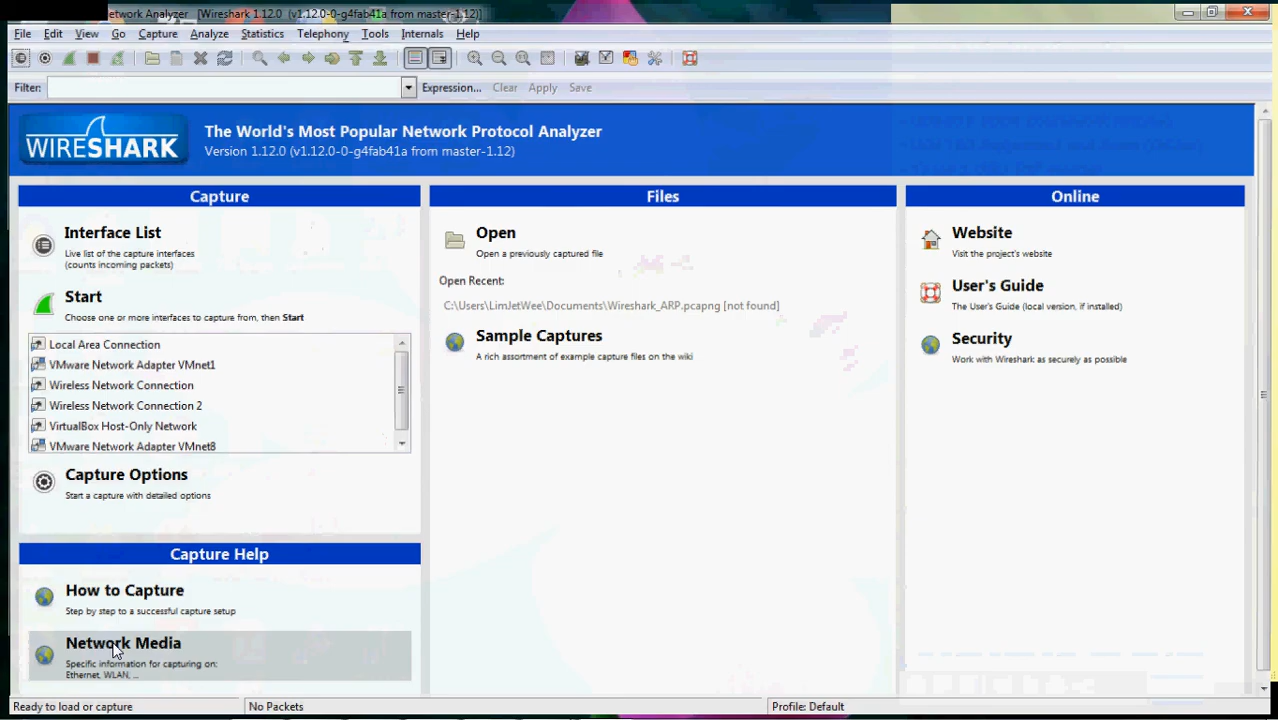 etwork Analyzer [Wireshark 1.12.0 (v1.12.0-0-g4fab41a from master-1.12)]
File Edit View Go Capture Analyze Statistics Telephony Tools Internals Help
Filter: Expression... Clear Apply Save
WIRESHARK
The World's Most Popular Network Protocol Analyzer
Version 1.12.0 (v1.12.0-0-g4fab41a from master-1.12)
Capture
Interface List
Live list of the capture interfaces
(counts incoming packets)
Start
Choose one or more interfaces to capture from, then Start
Local Area Connection
VMware Network Adapter VMnet1
Wireless Network Connection
Wireless Network Connection 2
VirtualBox Host-Only Network
VMware Network Adapter VMnet8
Capture Options
Start a capture with detailed options
Capture Help
How to Capture
Step by step to a successful capture setup
Network Media
Specific information for capturing on:
Ethernet, WLAN, ...
Files
Open
Open a previously captured file
Open Recent:
C:\Users\LimJetWee\Documents\Wireshark_ARP.pcapng [not found]
Sample Captures
A rich assortment of example capture files on the wiki
Online
Website
Visit the project's website
User's Guide
The User's Guide (local version, if installed)
Security
Work with Wireshark as securely as possible
Ready to load or capture
No Packets
Profile: Default